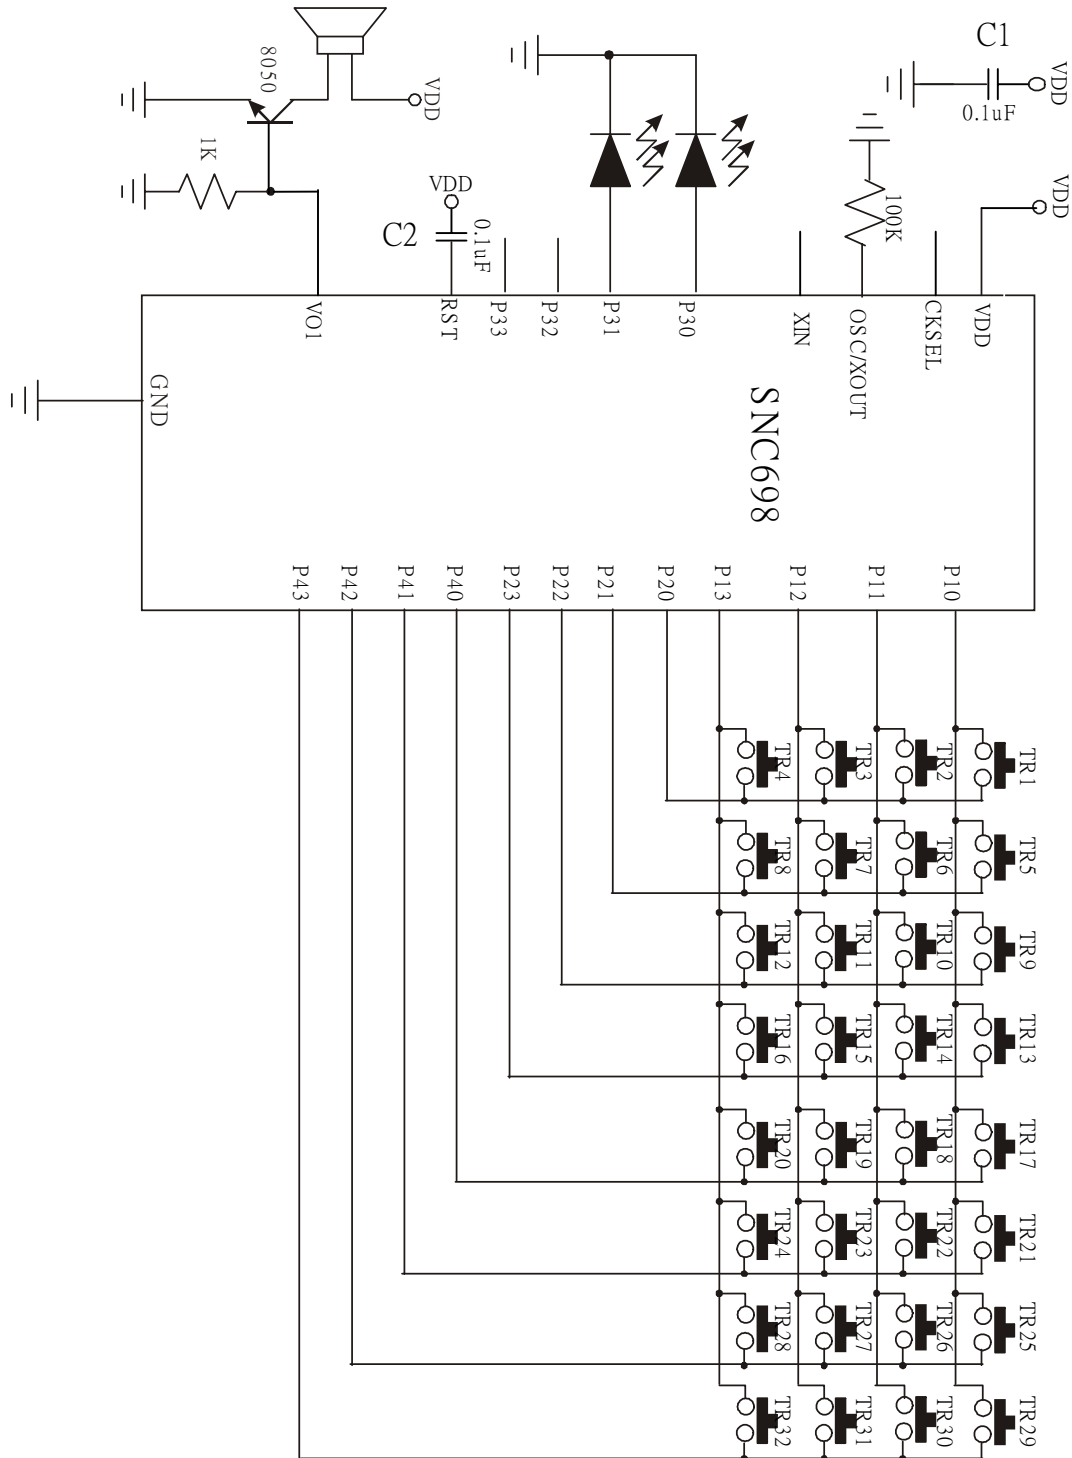 C1
VDD
0.1uF
8050
VDD
1K
VDD
C2
0.1uF
100K
VDD
VO1
RST
P33
P32
P31
P30
XIN
OSC/XOUT
CKSEL
VDD
GND
SNC698
P43
P42
P41
P40
P23
P22
P21
P20
P13
P12
P11
P10
TR4
TR3
TR2
TR1
TR8
TR7
TR6
TR5
TR12
TR11
TR10
TR9
TR16
TR15
TR14
TR13
TR20
TR19
TR18
TR17
TR24
TR23
TR22
TR21
TR28
TR27
TR26
TR25
TR32
TR31
TR30
TR29